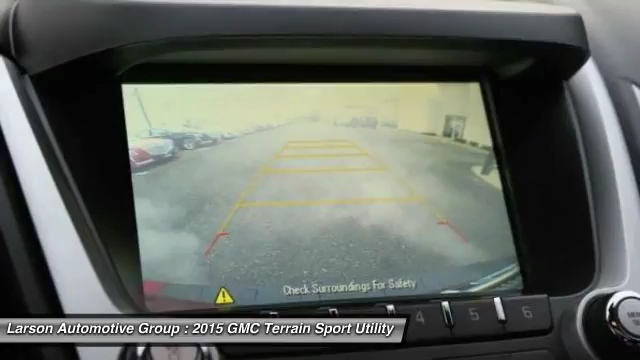 Check Surroundings For Safety
4 5 6
Larson Automotive Group : 2015 GMC Terrain Sport Utility